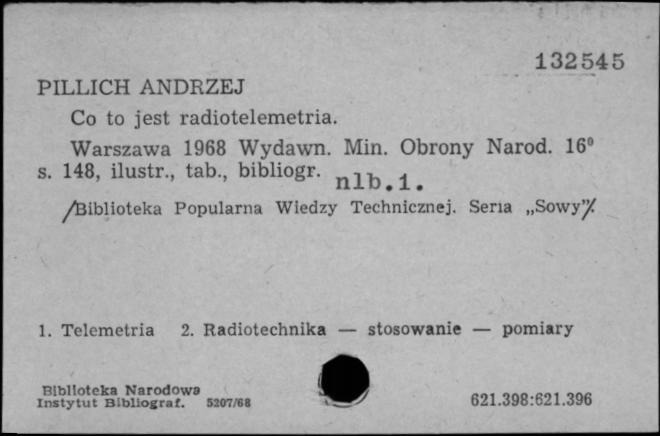 132545
PILLICH ANDRZEJ
Co to jest radiotelemetria.
Warszawa 1968 Wydawn. Min. Obrony Narod. 16⁰
s. 148, ilustr., tab., bibliogr. nlb.1.
/Biblioteka Popularna Wiedzy Technicznej. Seria „Sowy"/.
1. Telemetria 2. Radiotechnika — stosowanie — pomiary
Biblioteka Narodowa
Instytut Bibliograf. 5207/68
621.398:621.396